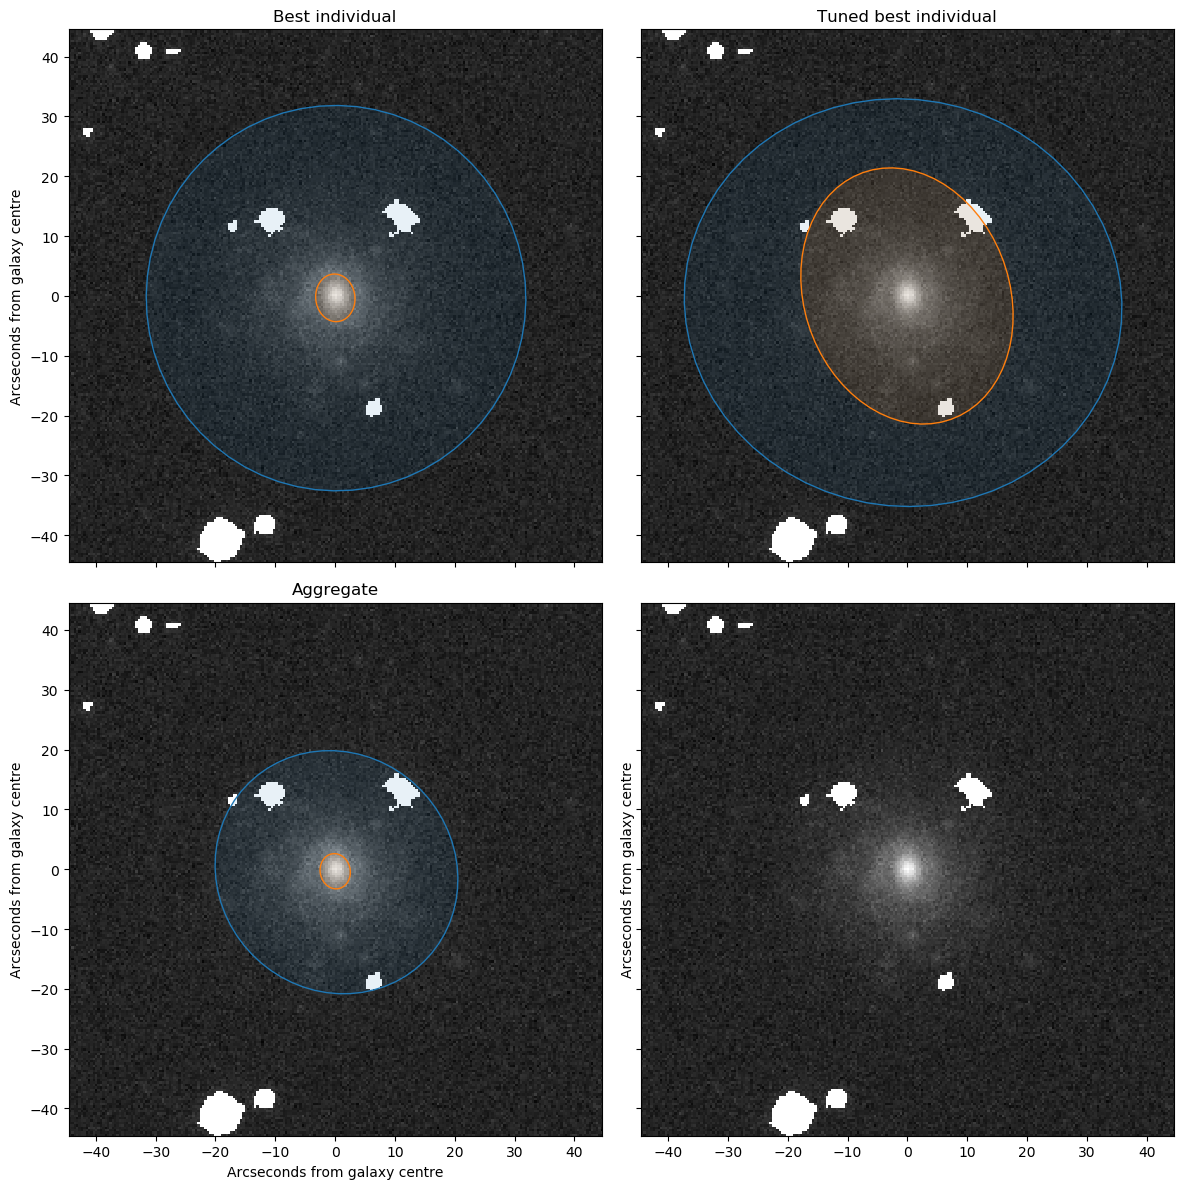 Best individual
Tuned best individual
40
30
20
10
0
−10
−20
−30
−40
Arcseconds from galaxy centre
Aggregate
40
30
20
10
0
−10
−20
−30
−40
Arcseconds from galaxy centre
Arcseconds from galaxy centre
−40 −30 −20 −10 0 10 20 30 40
−40 −30 −20 −10 0 10 20 30 40
Arcseconds from galaxy centre